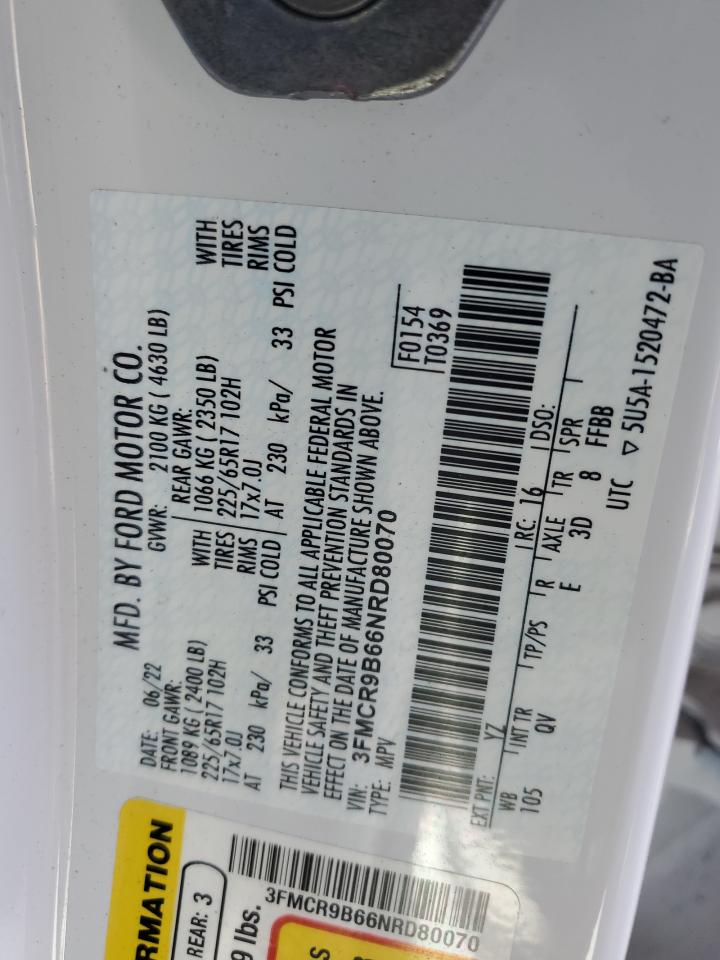 MFD. BY FORD MOTOR CO.
DATE: 06/22 GVWR: 2100 KG ( 4630 LB)
FRONT GAWR: REAR GAWR:
1089 KG ( 2400 LB) WITH 1066 KG ( 2350 LB) WITH
225/65R17 102H TIRES 225/65R17 102H TIRES
17x7.0J RIMS 17x7.0J RIMS
AT 230 kPa/ 33 PSI COLD AT 230 kPa/ 33 PSI COLD
THIS VEHICLE CONFORMS TO ALL APPLICABLE FEDERAL MOTOR
VEHICLE SAFETY AND THEFT PREVENTION STANDARDS IN
EFFECT ON THE DATE OF MANUFACTURE SHOWN ABOVE.
VIN: 3FMCR9B66NRD80070 F0154
TYPE: MPV T0369
EXT PNT: YZ RC: 16 DSO:
WB INT TR TP/PS R AXLE TR SPR
105 QV E 3D 8 FFBB
UTC ▽ 5U5A-1520472-BA
RMATION
REAR: 3
9 lbs.
3FMCR9B66NRD80070